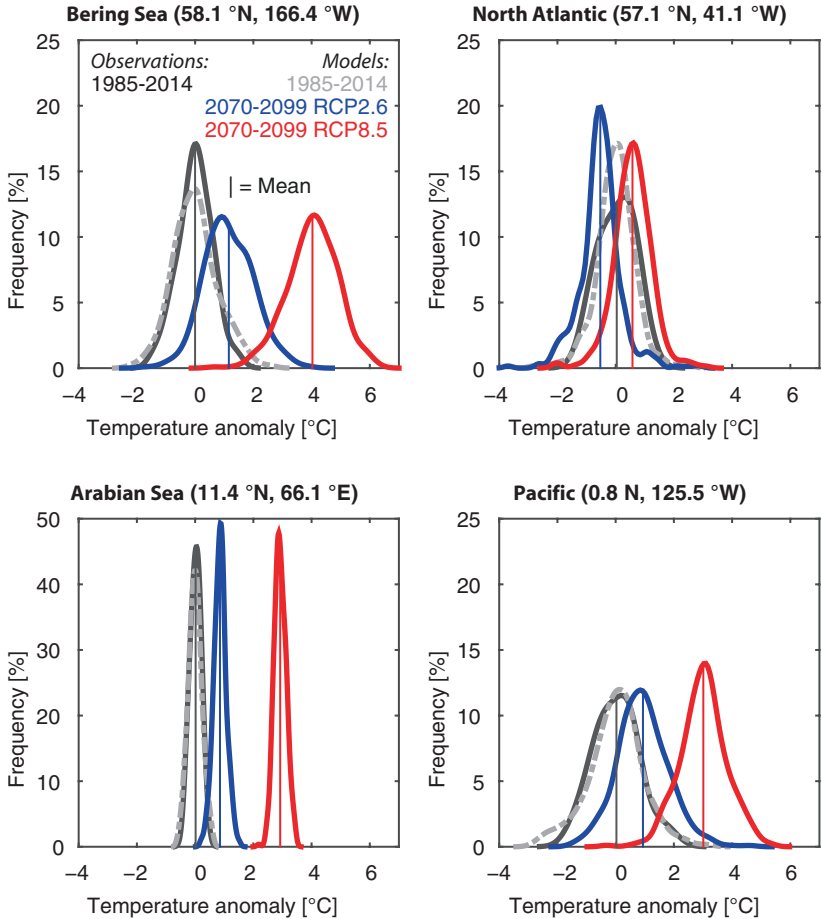 Bering Sea (58.1 °N, 166.4 °W)
25
20
15
10
5
0
Frequency [%]
Observations:
1985-2014
Models:
1985-2014
2070-2099 RCP2.6
2070-2099 RCP8.5
| = Mean
−4 −2 0 2 4 6
Temperature anomaly [°C]
North Atlantic (57.1 °N, 41.1 °W)
25
20
15
10
5
0
Frequency [%]
−4 −2 0 2 4 6
Temperature anomaly [°C]
Arabian Sea (11.4 °N, 66.1 °E)
50
40
30
20
10
0
Frequency [%]
−4 −2 0 2 4 6
Temperature anomaly [°C]
Pacific (0.8 N, 125.5 °W)
25
20
15
10
5
0
Frequency [%]
−4 −2 0 2 4 6
Temperature anomaly [°C]